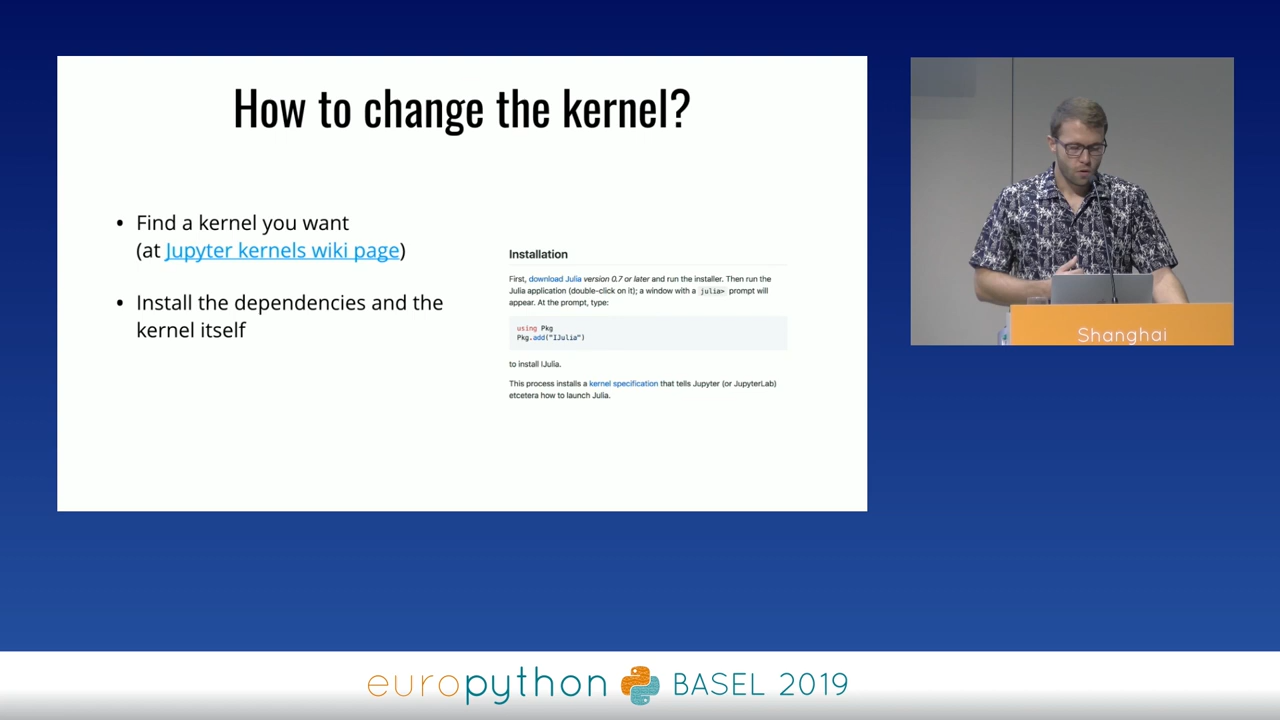 How to change the kernel?
• Find a kernel you want
(at Jupyter kernels wiki page)
• Install the dependencies and the
kernel itself
Installation
First, download Julia version 0.7 or later and run the installer. Then run the
Julia application (double-click on it); a window with a julia> prompt will
appear. At the prompt, type:
using Pkg
Pkg.add("IJulia")
to install IJulia.
This process installs a kernel specification that tells Jupyter (or JupyterLab)
etcetera how to launch Julia.
Shanghai
europython BASEL 2019